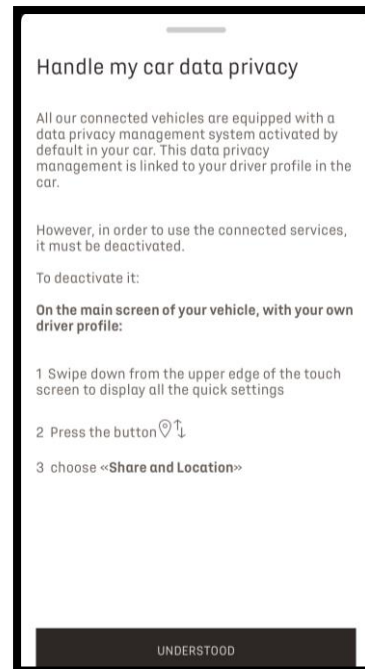 Handle my car data privacy
All our connected vehicles are equipped with a
data privacy management system activated by
default in your car. This data privacy
management is linked to your driver profile in the
car.
However, in order to use the connected services,
it must be deactivated.
To deactivate it:
On the main screen of your vehicle, with your own
driver profile:
1 Swipe down from the upper edge of the touch
screen to display all the quick settings
2 Press the button
3 choose «Share and Location»
UNDERSTOOD